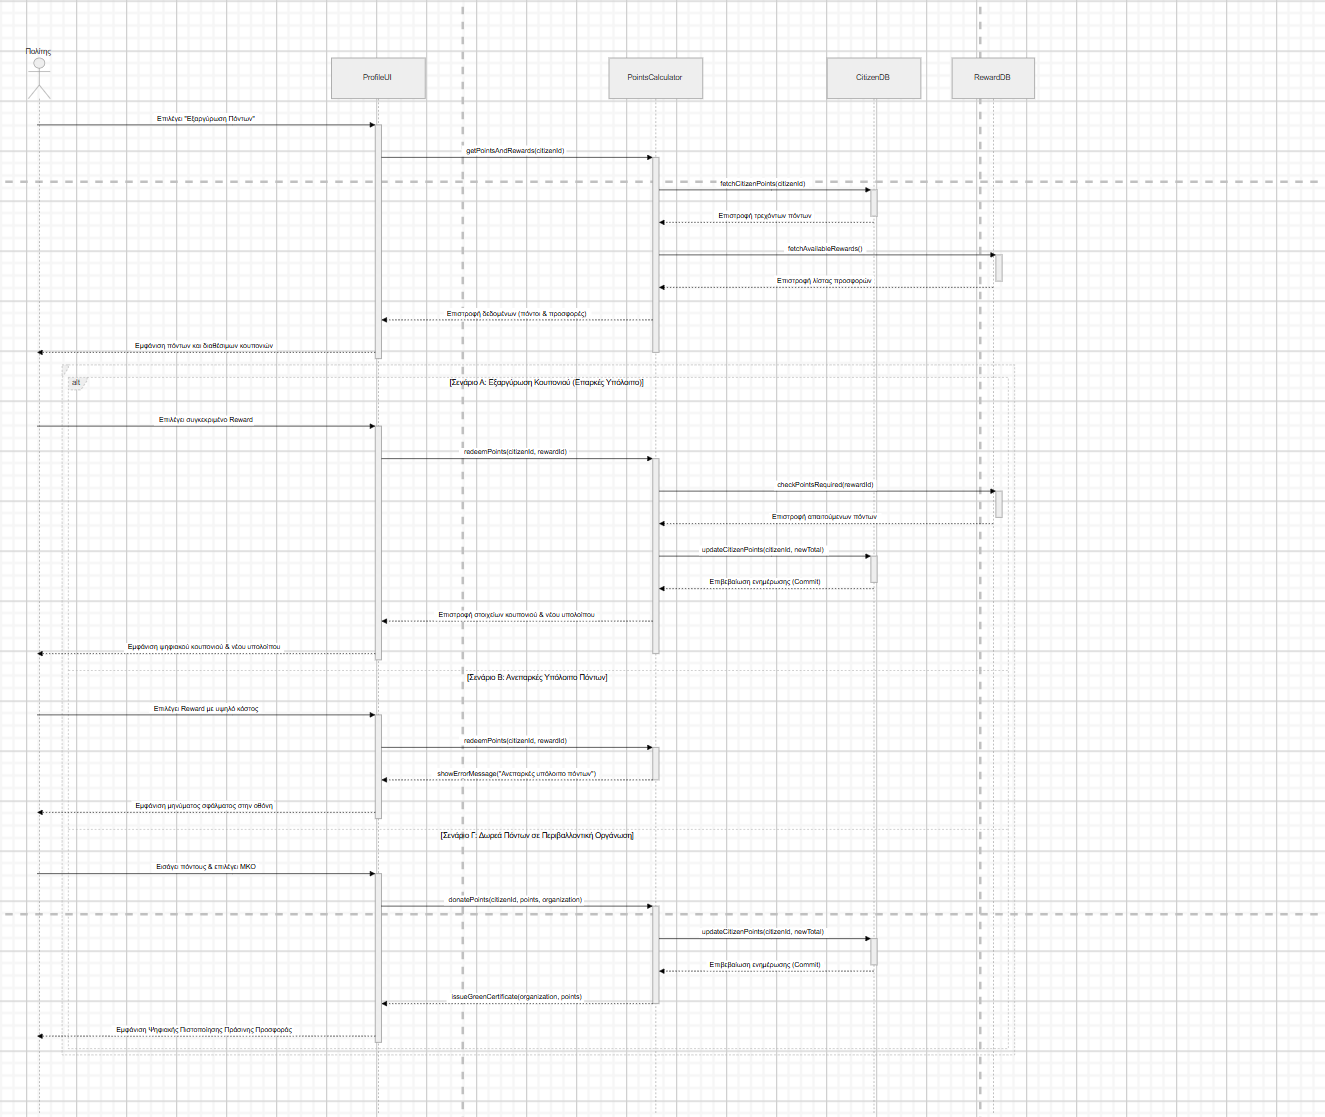 Πολίτης
ProfileUI
PointsCalculator
CitizenDB
RewardDB
Επιλέγει "Εξαργύρωση Πόντων"
getPointsAndRewards(citizenId)
fetchCitizenPoints(citizenId)
Επιστροφή τρεχόντων πόντων
fetchAvailableRewards()
Επιστροφή λίστας προσφορών
Επιστροφή δεδομένων (πόντοι & προσφορές)
Εμφάνιση πόντων και διαθέσιμων κουπονιών
alt
[Σενάριο Α: Εξαργύρωση Κουπονιού (Επαρκές Υπόλοιπο)]
Επιλέγει συγκεκριμένο Reward
redeemPoints(citizenId, rewardId)
checkPointsRequired(rewardId)
Επιστροφή απαιτούμενων πόντων
updateCitizenPoints(citizenId, newTotal)
Επιβεβαίωση ενημέρωσης (Commit)
Επιστροφή στοιχείων κουπονιού & νέου υπολοίπου
Εμφάνιση ψηφιακού κουπονιού & νέου υπολοίπου
[Σενάριο Β: Ανεπαρκές Υπόλοιπο Πόντων]
Επιλέγει Reward με υψηλό κόστος
redeemPoints(citizenId, rewardId)
showErrorMessage("Ανεπαρκές υπόλοιπο πόντων")
Εμφάνιση μηνύματος σφάλματος στην οθόνη
[Σενάριο Γ: Δωρεά Πόντων σε Περιβαλλοντική Οργάνωση]
Εισάγει πόντους & επιλέγει ΜΚΟ
donatePoints(citizenId, points, organization)
updateCitizenPoints(citizenId, newTotal)
Επιβεβαίωση ενημέρωσης (Commit)
issueGreenCertificate(organization, points)
Εμφάνιση Ψηφιακής Πιστοποίησης Πράσινης Προσφοράς